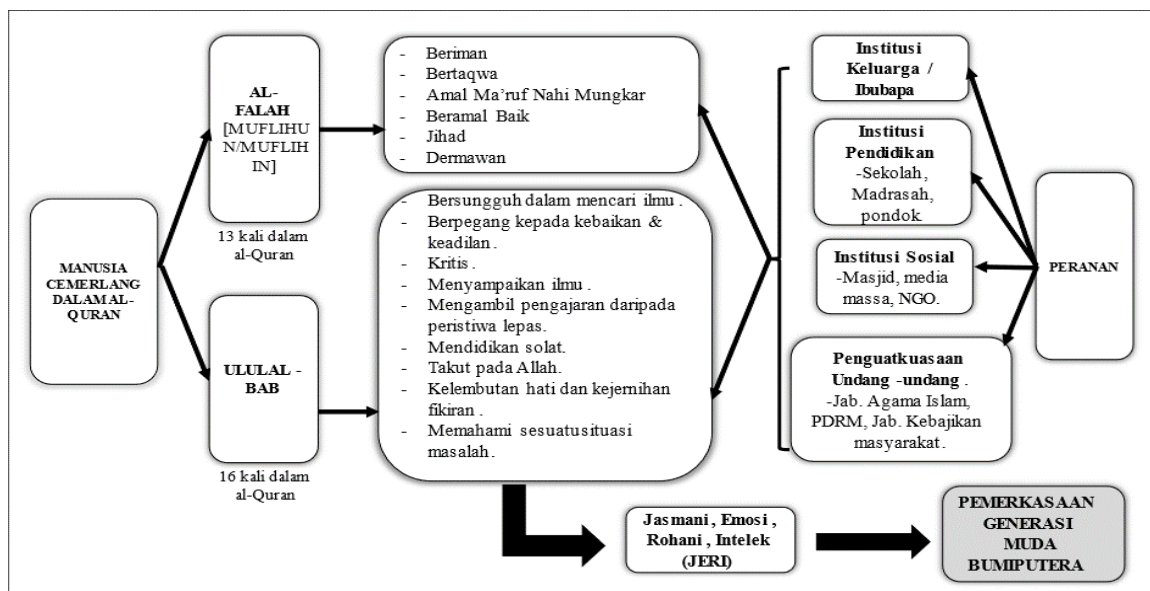 MANUSIA
CEMERLANG
DALAM AL-
QURAN
AL-
FALAH
[MUFLIHU
N/MUFLIH
IN]
13 kali dalam
al-Quran
ULULAL -
BAB
16 kali dalam
al-Quran
- Beriman
- Bertaqwa
- Amal Ma'ruf Nahi Mungkar
- Beramal Baik
- Jihad
- Dermawan
- Bersungguh dalam mencari ilmu .
- Berpegang kepada kebaikan &
keadilan .
- Kritis .
- Menyampaikan ilmu .
- Mengambil pengajaran daripada
peristiwa lepas.
- Mendidikan solat.
- Takut pada Allah.
- Kelembutan hati dan kejernihan
fikiran .
- Memahami sesuatu situasi
masalah .
Institusi
Keluarga /
Ibubapa
Institusi
Pendidikan
-Sekolah,
Madrasah,
pondok.
Institusi Sosial
-Masjid, media
massa, NGO.
Penguatkuasaan
Undang -undang .
-Jab. Agama Islam,
PDRM, Jab. Kebajikan
masyarakat .
PERANAN
Jasmani , Emosi ,
Rohani , Intelek
(JERI)
PEMERKASAAN
GENERASI
MUDA
BUMIPUTERA